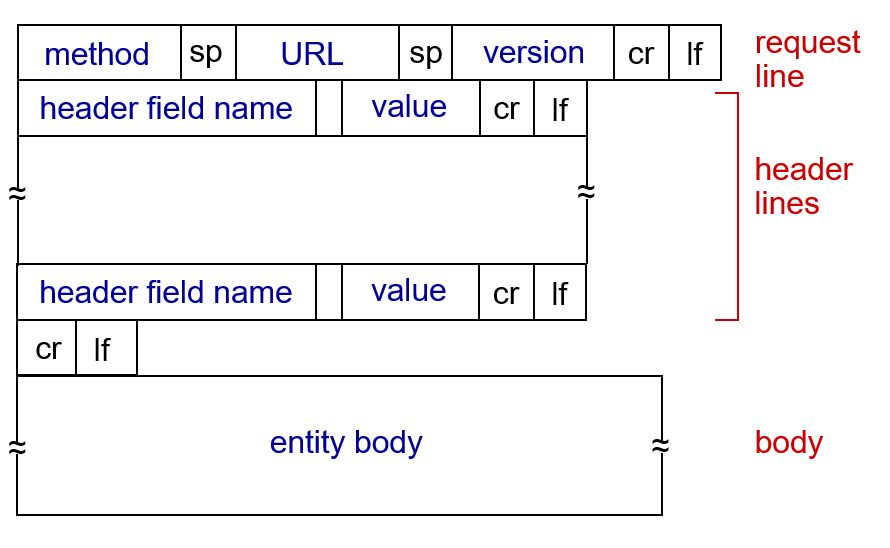 method sp URL sp version cr lf
request
line
header field name value cr lf
header
lines
header field name value cr lf
cr lf
entity body
body